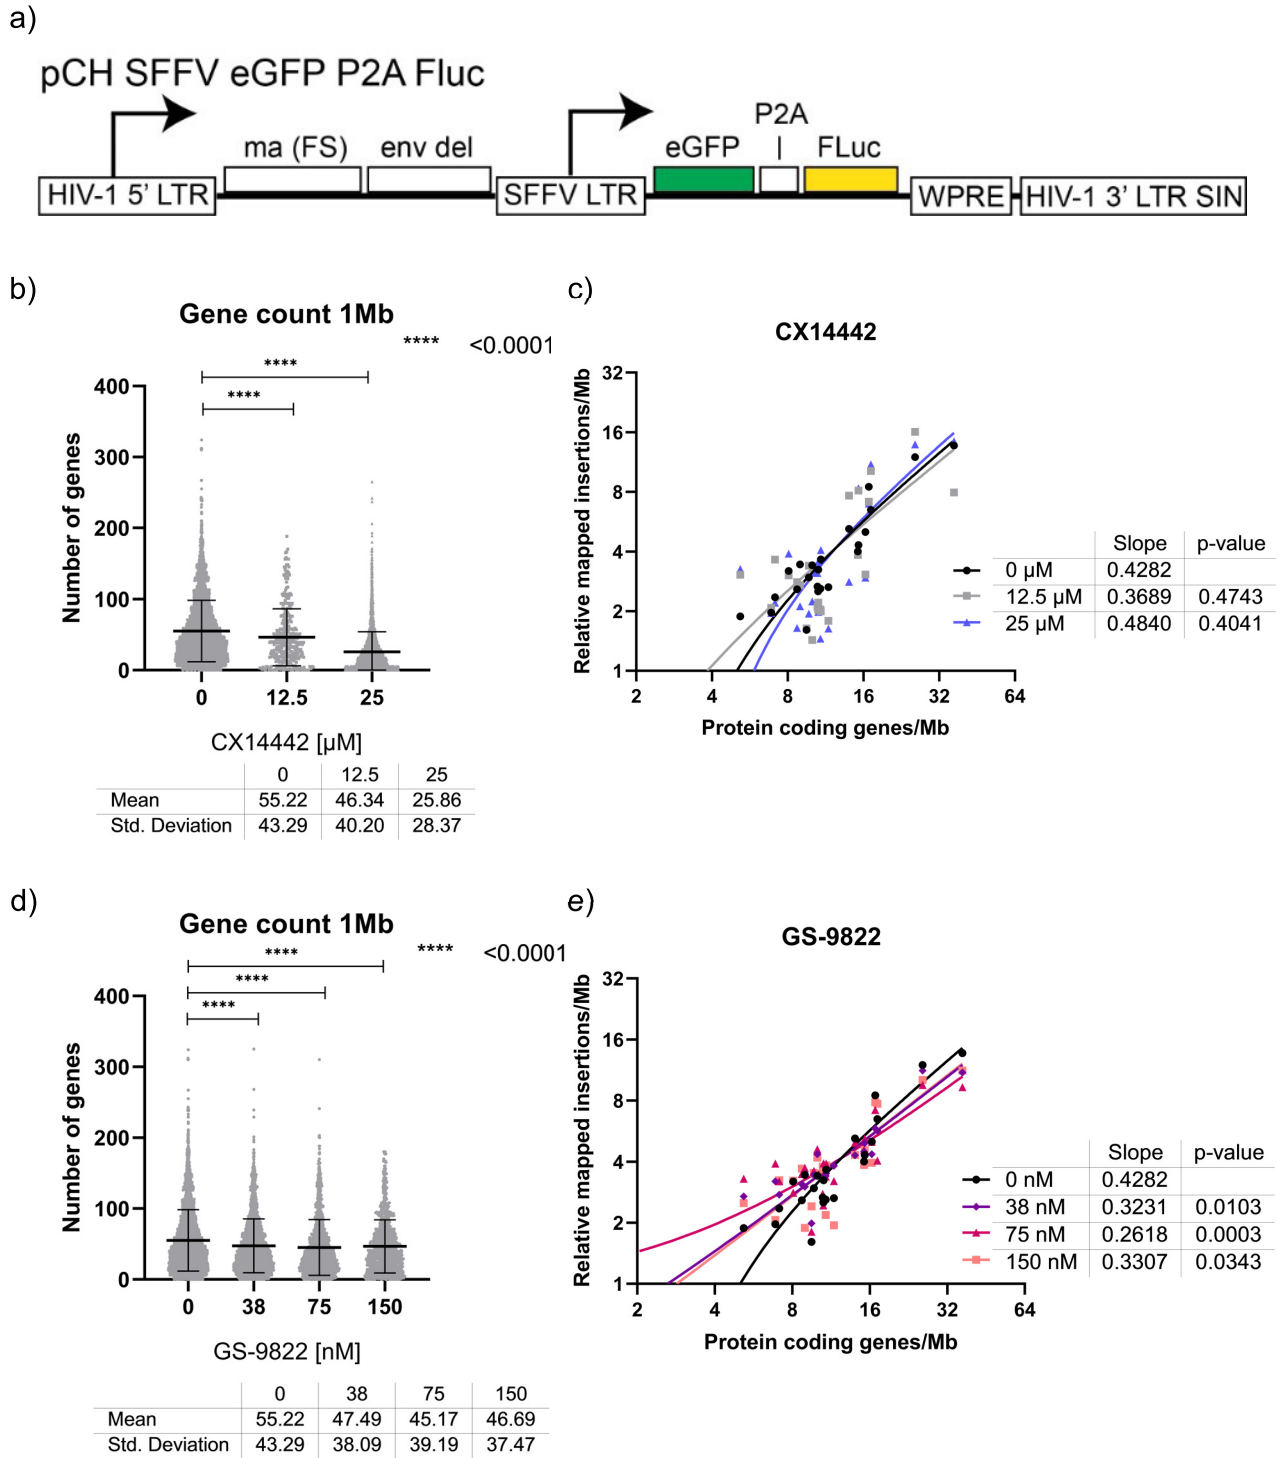 a)
pCH SFFV eGFP P2A Fluc
P2A
ma (FS) env del eGFP FLuc
HIV-1 5' LTR SFFV LTR WPRE HIV-1 3' LTR SIN
b)
Gene count 1Mb
**** <0.0001
****
****
Number of genes
400
300
200
100
0
0 12.5 25
CX14442 [µM]
0 12.5 25
Mean 55.22 46.34 25.86
Std. Deviation 43.29 40.20 28.37
c)
CX14442
Relative mapped insertions/Mb
32
16
8
4
2
1
2 4 8 16 32 64
Protein coding genes/Mb
Slope p-value
0 µM 0.4282
12.5 µM 0.3689 0.4743
25 µM 0.4840 0.4041
d)
Gene count 1Mb
**** <0.0001
****
****
****
Number of genes
400
300
200
100
0
0 38 75 150
GS-9822 [nM]
0 38 75 150
Mean 55.22 47.49 45.17 46.69
Std. Deviation 43.29 38.09 39.19 37.47
e)
GS-9822
Relative mapped insertions/Mb
32
16
8
4
2
1
2 4 8 16 32 64
Protein coding genes/Mb
Slope p-value
0 nM 0.4282
38 nM 0.3231 0.0103
75 nM 0.2618 0.0003
150 nM 0.3307 0.0343